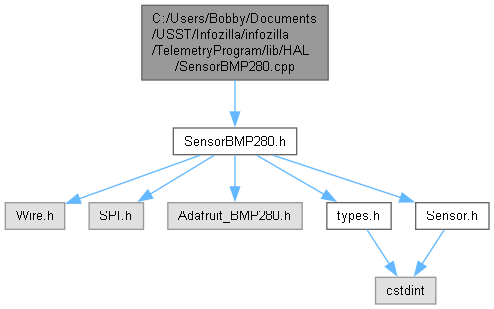 C:/Users/Bobby/Documents
/USST/Infozilla/infozilla
/TelemetryProgram/lib/HAL
/SensorBMP280.cpp
SensorBMP280.h
Wire.h
SPI.h
Adafruit_BMP280.h
types.h
Sensor.h
cstdint